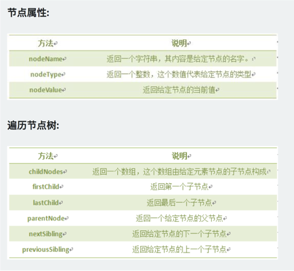 节点属性:
方法 说明
nodeName 返回一个字符串，其内容是给定节点的名字。
nodeType 返回一个整数，这个数值代表给定节点的类型
nodeValue 返回给定节点的当前值
遍历节点树:
方法 说明
childNodes 返回一个数组，这个数组由给定元素节点的子节点构成
firstChild 返回第一个子节点
lastChild 返回最后一个子节点
parentNode 返回一个给定节点的父节点
nextSibling 返回给定节点的下一个子节点
previousSibling 返回给定节点的上一个子节点